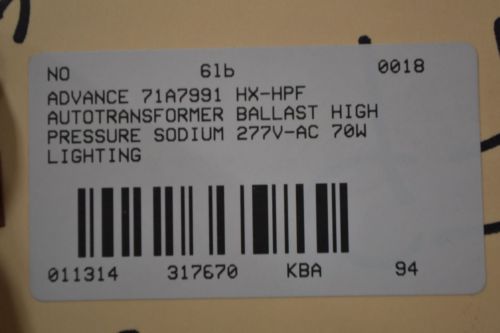 NO 6lb 0018
ADVANCE 71A7991 HX-HPF
AUTOTRANSFORMER BALLAST HIGH
PRESSURE SODIUM 277V-AC 70W
LIGHTING
011314 317670 KBA 94